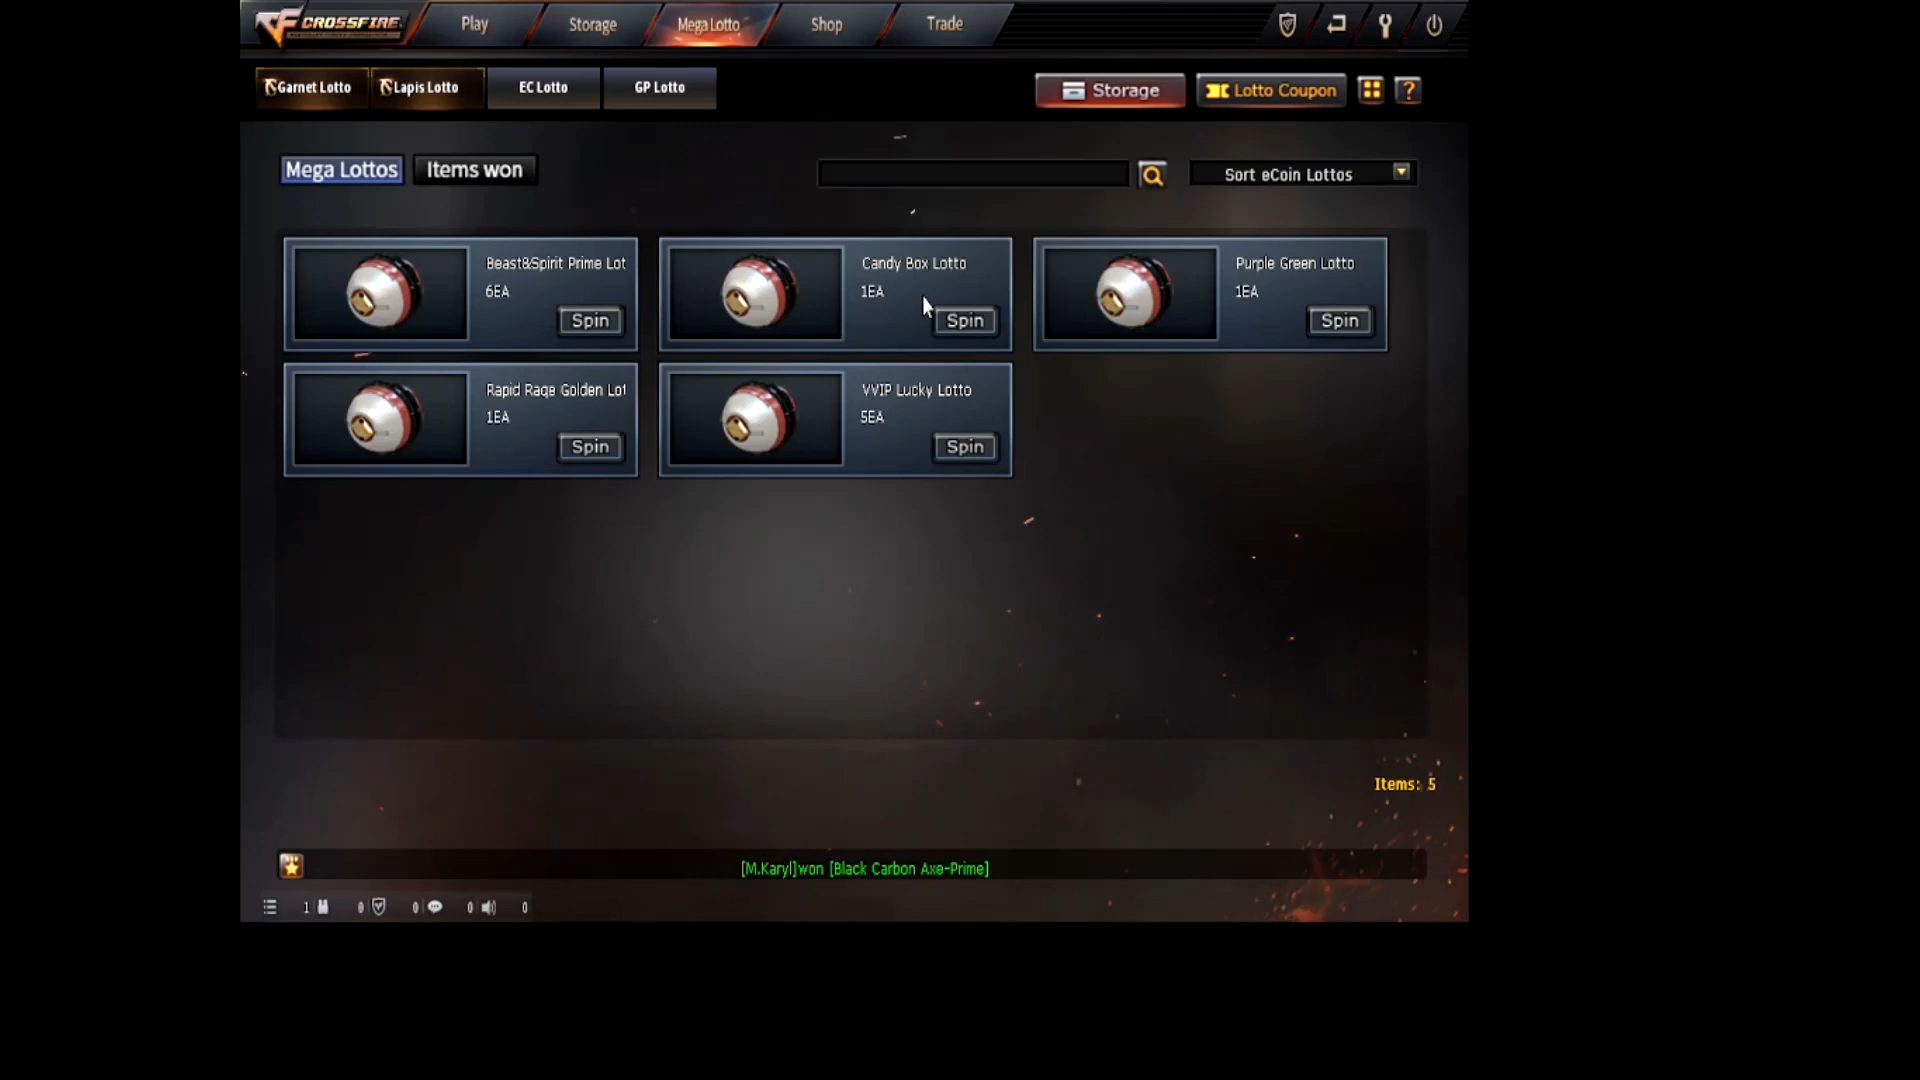 CROSSFIRE
Play
Storage
Mega Lotto
Shop
Trade
Garnet Lotto
Lapis Lotto
EC Lotto
GP Lotto
Storage
Lotto Coupon
?
Mega Lottos
Items won
Sort eCoin Lottos
Beast&Spirit Prime Lot
6EA
Spin
Candy Box Lotto
1EA
Spin
Purple Green Lotto
1EA
Spin
Rapid Rage Golden Lot
1EA
Spin
VVIP Lucky Lotto
5EA
Spin
Items: 5
[M.Karyl]won [Black Carbon Axe-Prime]
1 0 0 0 0